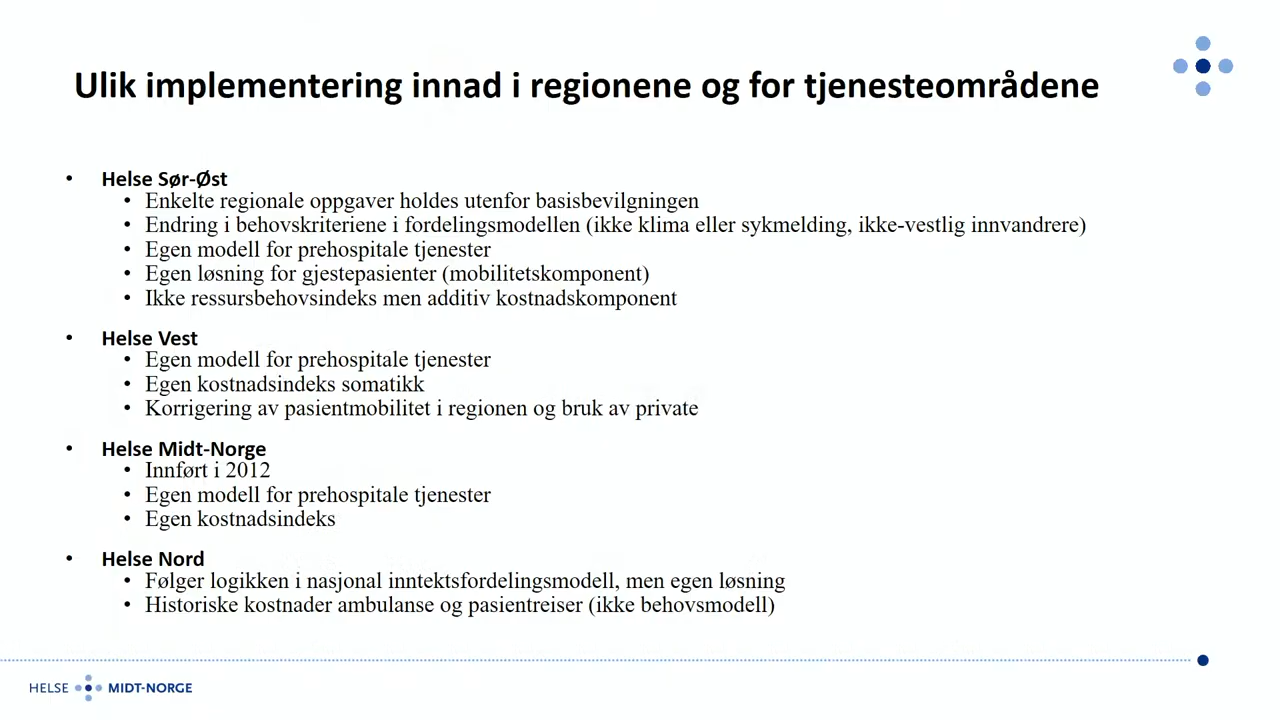 Ulik implementering innad i regionene og for tjenesteområdene
• Helse Sør-Øst
• Enkelte regionale oppgaver holdes utenfor basisbevilgningen
• Endring i behovskriteriene i fordelingsmodellen (ikke klima eller sykmelding, ikke-vestlig innvandrere)
• Egen modell for prehospitale tjenester
• Egen løsning for gjestepasienter (mobilitetskomponent)
• Ikke ressursbehovsindeks men additiv kostnadskomponent
• Helse Vest
• Egen modell for prehospitale tjenester
• Egen kostnadsindeks somatikk
• Korrigering av pasientmobilitet i regionen og bruk av private
• Helse Midt-Norge
• Innført i 2012
• Egen modell for prehospitale tjenester
• Egen kostnadsindeks
• Helse Nord
• Følger logikken i nasjonal inntektsfordelingsmodell, men egen løsning
• Historiske kostnader ambulanse og pasientreiser (ikke behovsmodell)
HELSE MIDT-NORGE